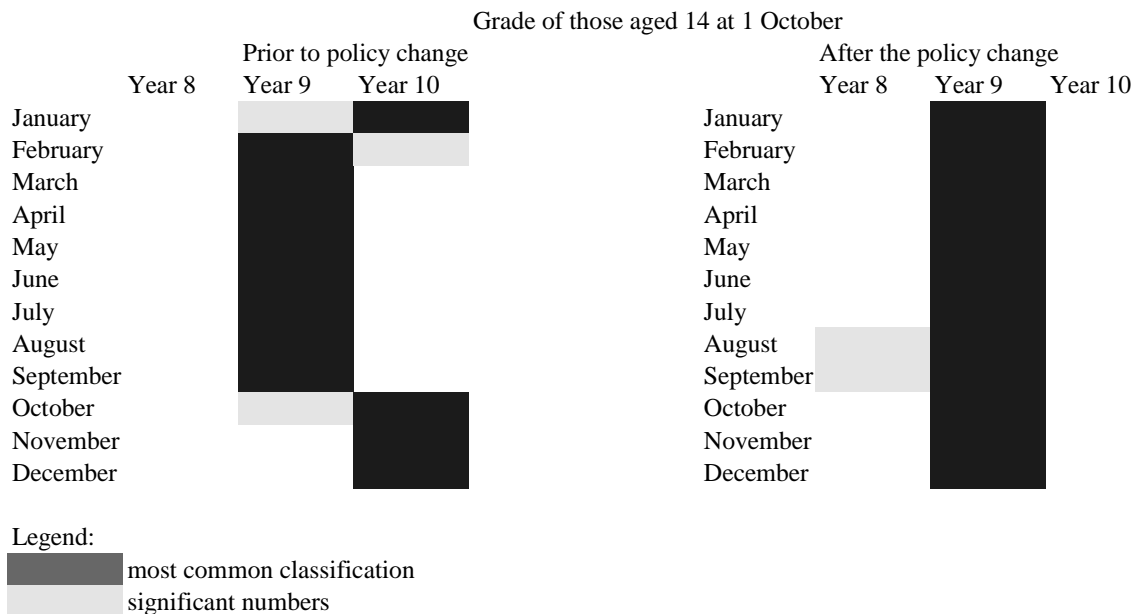 Grade of those aged 14 at 1 October
Prior to policy change After the policy change
Year 8 Year 9 Year 10 Year 8 Year 9 Year 10
January January
February February
March March
April April
May May
June June
July July
August August
September September
October October
November November
December December
Legend:
most common classification
significant numbers